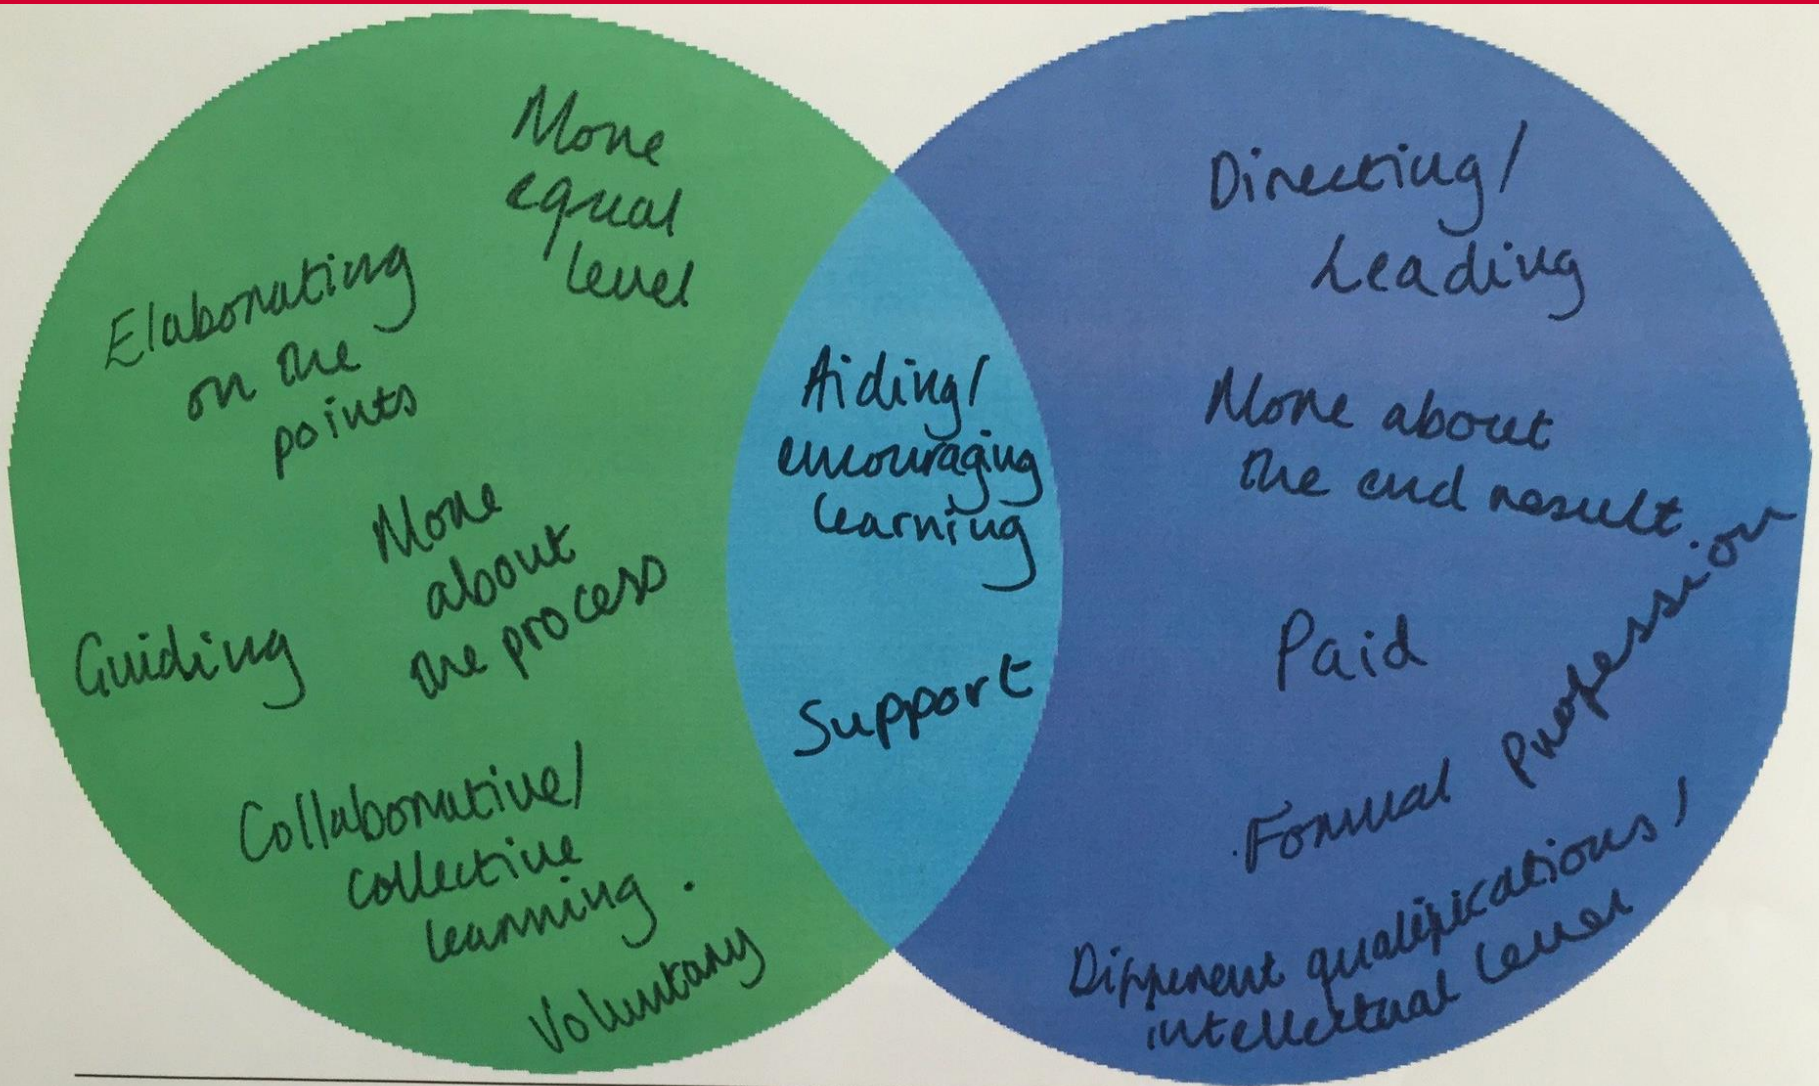 More
equal
level
Elaborating
on the
points
More
about
the process
Guiding
Collaborative/
collective
learning.
Voluntary
Aiding/
encouraging
learning
Support
Directing/
Leading
More about
the end result.
Paid
Formal profession
Different qualifications/
intellectual level